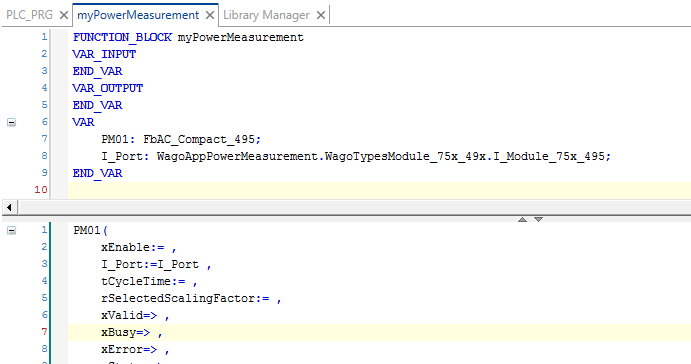 PLC_PRG myPowerMeasurement Library Manager
1 FUNCTION_BLOCK myPowerMeasurement
2 VAR_INPUT
3 END_VAR
4 VAR_OUTPUT
5 END_VAR
6 VAR
7 PM01: FbAC_Compact_495;
8 I_Port: WagoAppPowerMeasurement.WagoTypesModule_75x_49x.I_Module_75x_495;
9 END_VAR
10
1 PM01(
2 xEnable:= ,
3 I_Port:=I_Port ,
4 tCycleTime:= ,
5 rSelectedScalingFactor:= ,
6 xValid=> ,
7 xBusy=> ,
8 xError=> ,